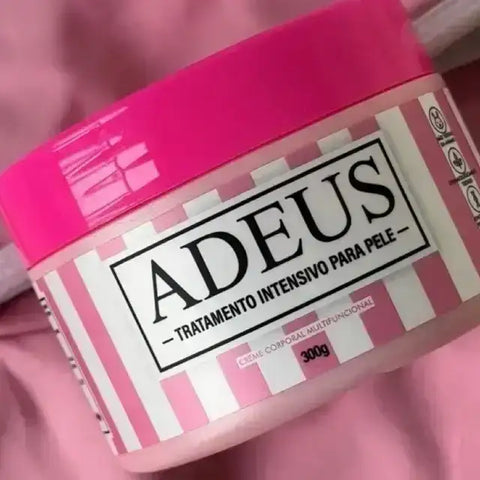 ADEUS
- TRATAMENTO INTENSIVO PARA PELE -
CREME CORPORAL MULTIFUNCIONAL
300g